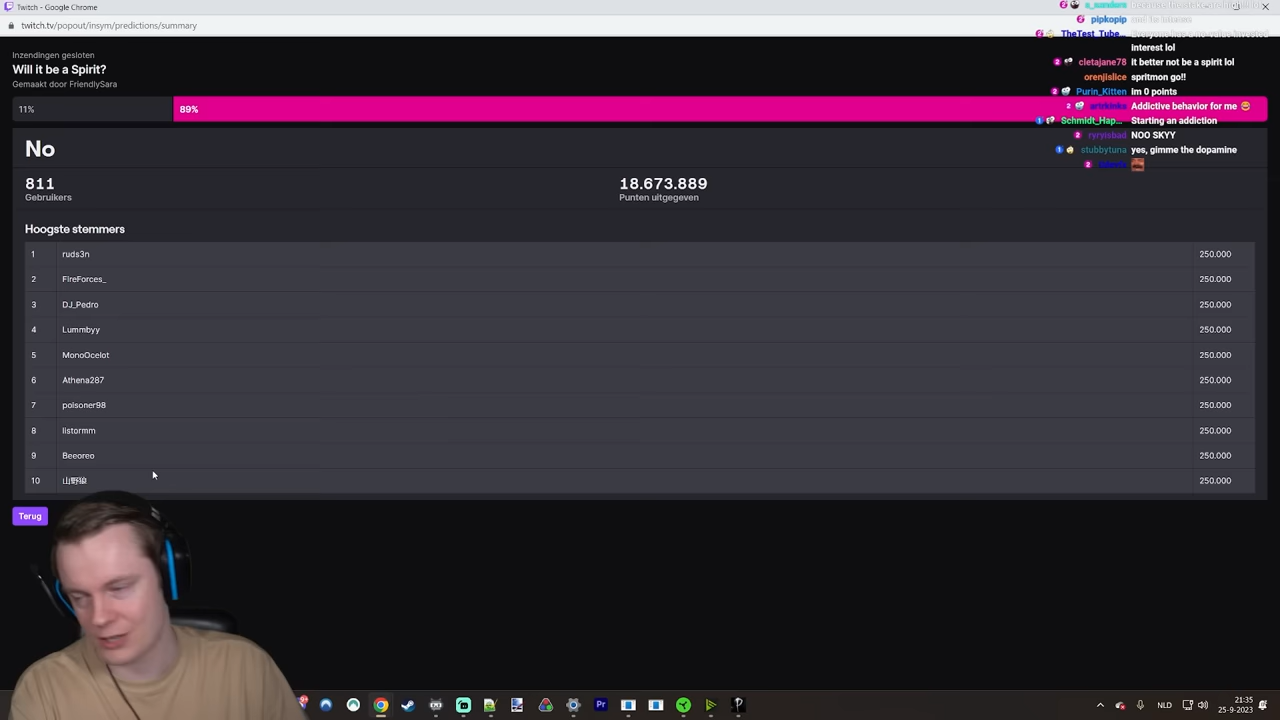 Twitch - Google Chrome
twitch.tv/popout/insym/predictions/summary
Inzendingen gesloten
Will it be a Spirit?
Gemaakt door FriendlySara
11%
89%
No
811
Gebruikers
18.673.889
Punten uitgegeven
Hoogste stemmers
1 ruds3n 250.000
2 FireForces_ 250.000
3 DJ_Pedro 250.000
4 Lummbyy 250.000
5 MonoOcelot 250.000
6 Athena287 250.000
7 poisoner98 250.000
8 listormm 250.000
9 Beeoreo 250.000
10 山野狼 250.000
Terug
pipkopip and its intense
TheTest_Tube...
interest lol
cletajane78 It better not be a spirit lol
orenjislice spritmon go!!
Purin_Kitten im 0 points
Addictive behavior for me
Schmidt_Hap... Starting an addiction
ryryisbad NOO SKYY
stubbytuna yes, gimme the dopamine
NLD
21:35
25-9-2023